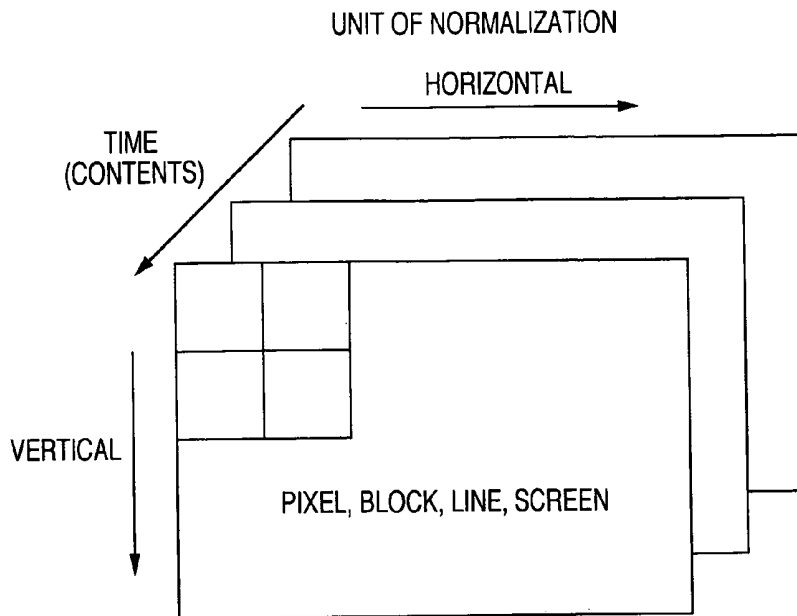 UNIT OF NORMALIZATION
HORIZONTAL
TIME
(CONTENTS)
VERTICAL
PIXEL, BLOCK, LINE, SCREEN